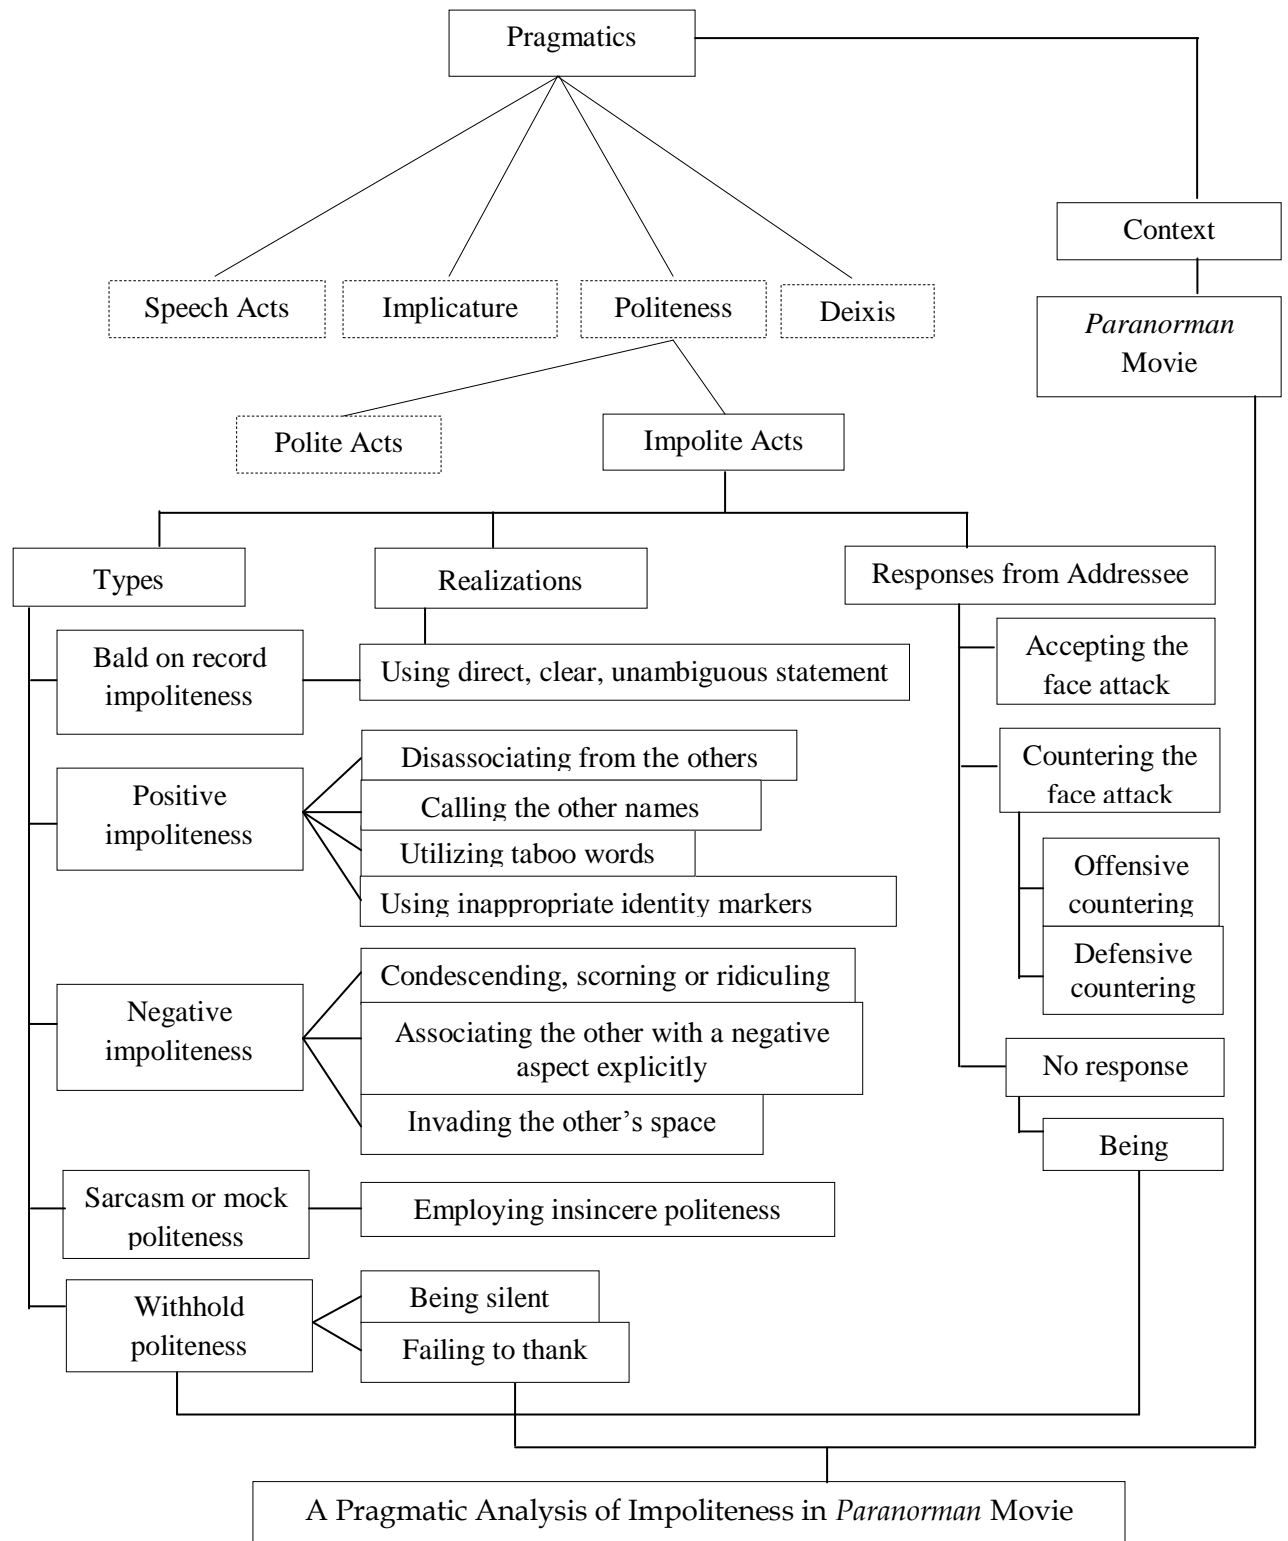 Pragmatics
Context
Speech Acts
Implicature
Politeness
Deixis
Paranorman
Movie
Polite Acts
Impolite Acts
Types
Realizations
Responses from Addressee
Bald on record
impoliteness
Using direct, clear, unambiguous statement
Accepting the
face attack
Positive
impoliteness
Disassociating from the others
Calling the other names
Utilizing taboo words
Using inappropriate identity markers
Countering the
face attack
Offensive
countering
Defensive
countering
Negative
impoliteness
Condescending, scorning or ridiculing
Associating the other with a negative
aspect explicitly
Invading the other’s space
No response
Being
Sarcasm or mock
politeness
Employing insincere politeness
Withhold
politeness
Being silent
Failing to thank
A Pragmatic Analysis of Impoliteness in Paranorman Movie